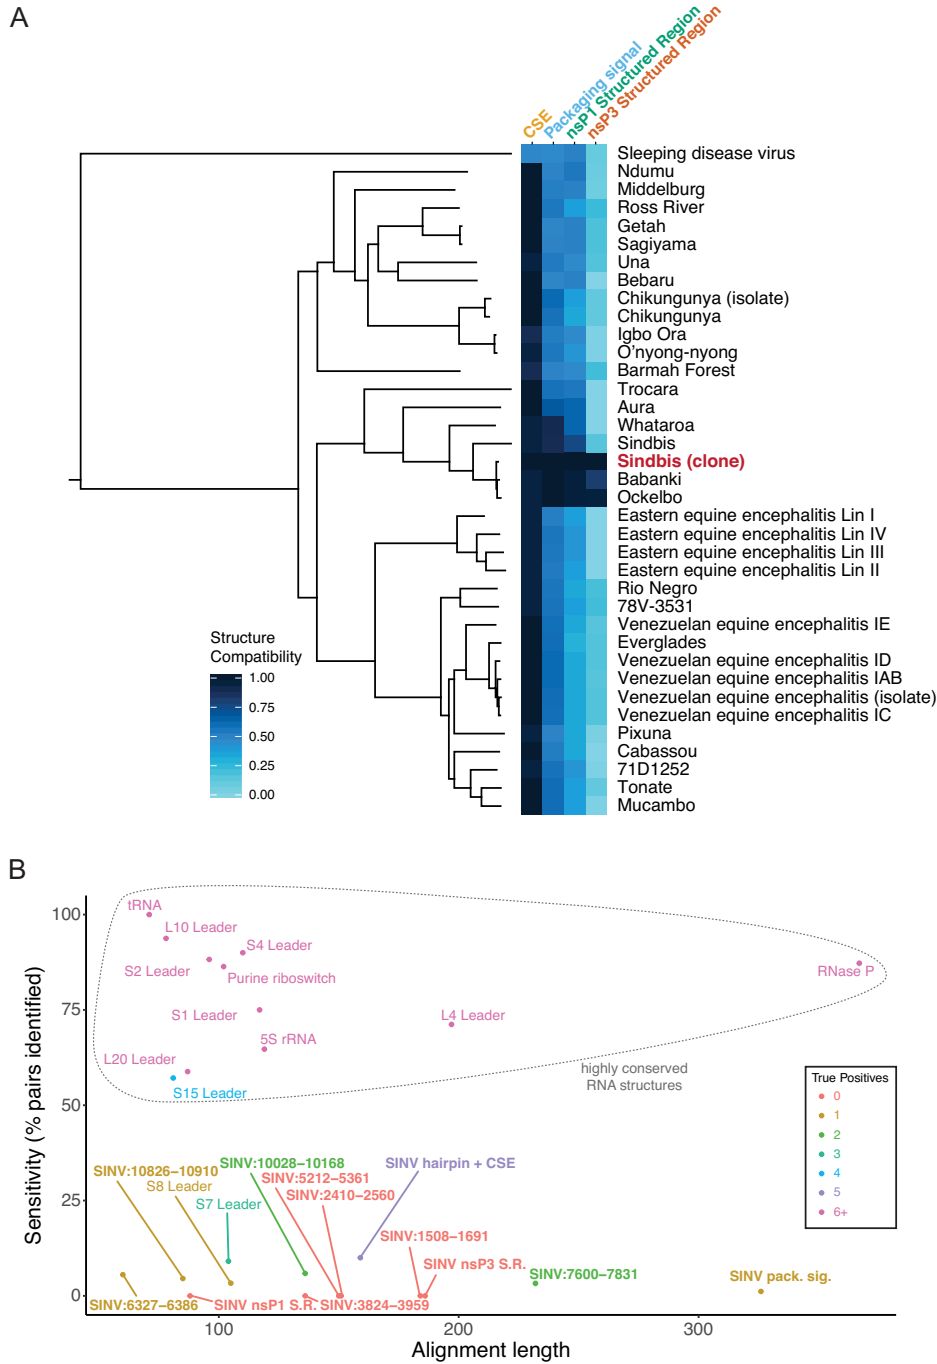 A
CSE
Packaging signal
nsP1 Structured Region
nsP3 Structured Region
Sleeping disease virus
Ndumu
Middelburg
Ross River
Getah
Sagiyama
Una
Bebaru
Chikungunya (isolate)
Chikungunya
Igbo Ora
O'nyong-nyong
Barmah Forest
Trocara
Aura
Whataroa
Sindbis
Sindbis (clone)
Babanki
Ockelbo
Eastern equine encephalitis Lin I
Eastern equine encephalitis Lin IV
Eastern equine encephalitis Lin III
Eastern equine encephalitis Lin II
Rio Negro
78V-3531
Venezuelan equine encephalitis IE
Everglades
Venezuelan equine encephalitis ID
Venezuelan equine encephalitis IAB
Venezuelan equine encephalitis (isolate)
Venezuelan equine encephalitis IC
Pixuna
Cabassou
71D1252
Tonate
Mucambo
Structure
Compatibility
1.00
0.75
0.50
0.25
0.00
B
Sensitivity (% pairs identified)
100
75
50
25
0
tRNA
L10 Leader
S4 Leader
S2 Leader
Purine riboswitch
RNase P
S1 Leader
L4 Leader
5S rRNA
L20 Leader
S15 Leader
highly conserved
RNA structures
True Positives
0
1
2
3
4
5
6+
SINV:10826–10910
SINV:10028–10168
SINV hairpin + CSE
S8 Leader
SINV:5212–5361
S7 Leader
SINV:2410–2560
SINV:1508–1691
SINV nsP3 S.R.
SINV:7600–7831
SINV pack. sig.
SINV:6327–6386
SINV nsP1 S.R.
SINV:3824–3959
100
200
300
Alignment length